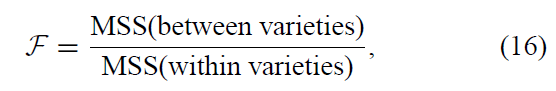 ℱ = MSS(between varieties) / MSS(within varieties), (16)